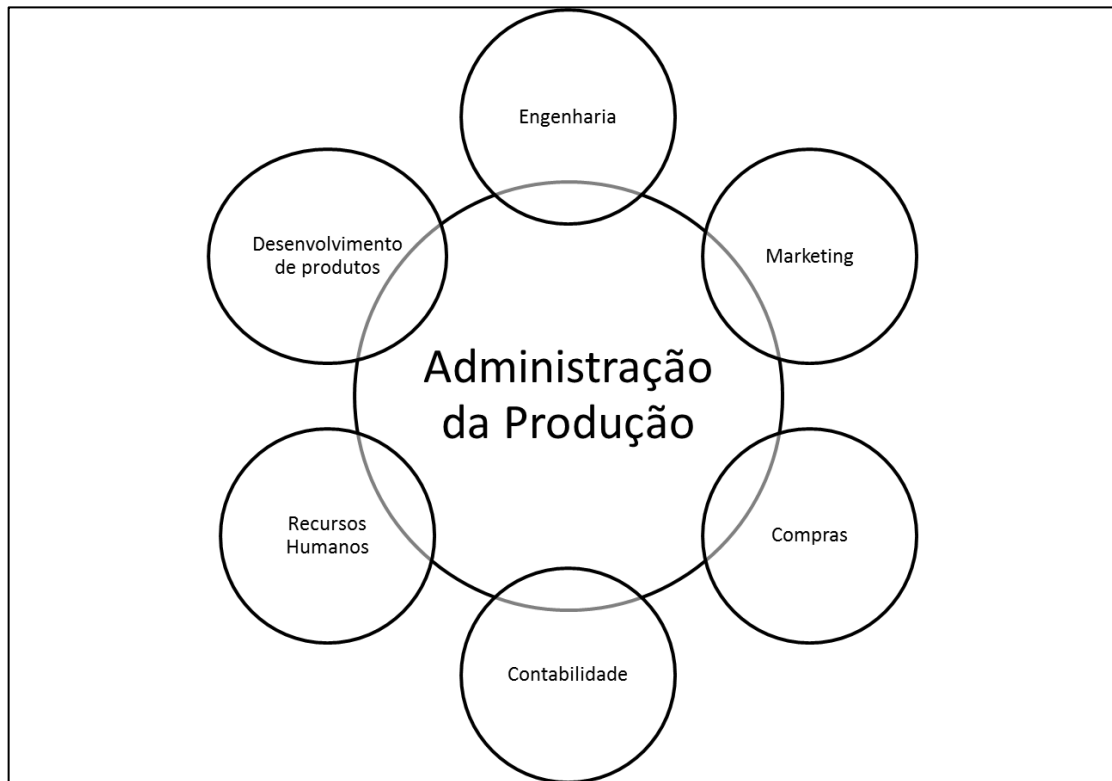 Engenharia
Desenvolvimento
de produtos
Marketing
Administração
da Produção
Recursos
Humanos
Compras
Contabilidade